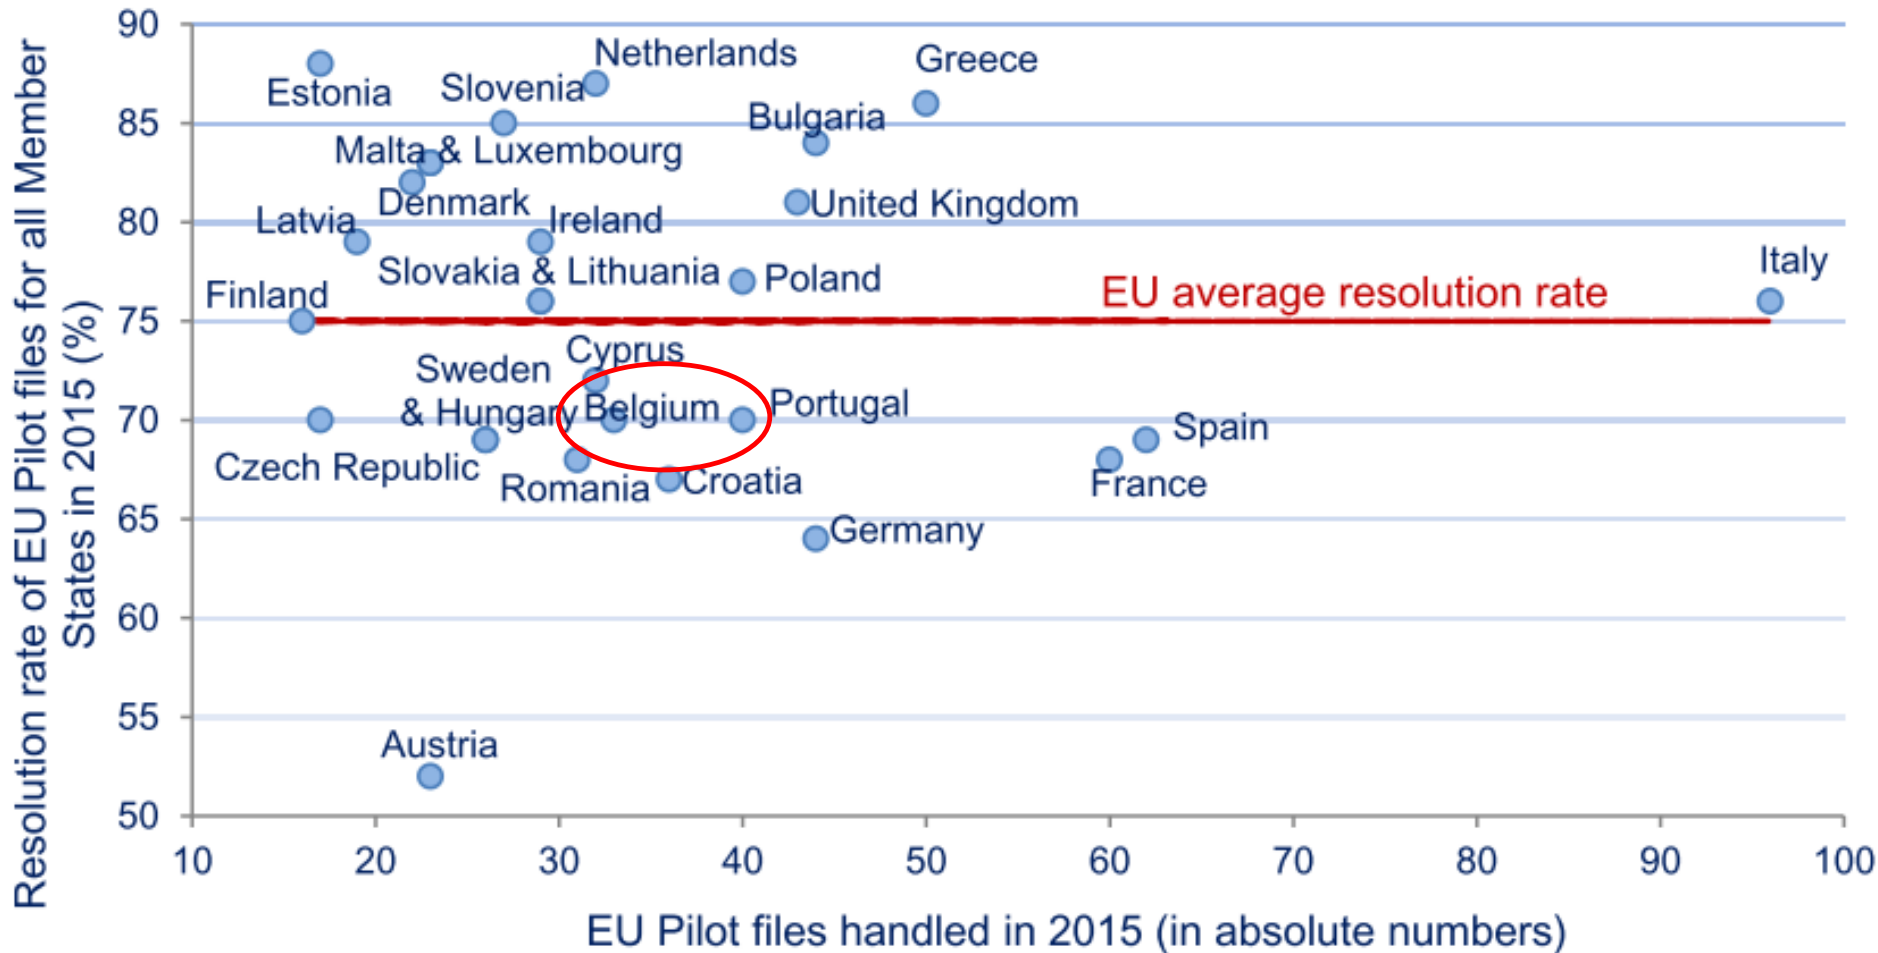 Resolution rate of EU Pilot files for all Member
States in 2015 (%)
90
85
80
75
70
65
60
55
50
Netherlands
Greece
Estonia
Slovenia
Bulgaria
Malta & Luxembourg
Denmark
United Kingdom
Latvia
Ireland
Slovakia & Lithuania
Poland
Italy
Finland
EU average resolution rate
Cyprus
Sweden
& Hungary
Belgium
Portugal
Spain
Czech Republic
Romania
Croatia
France
Germany
Austria
10
20
30
40
50
60
70
80
90
100
EU Pilot files handled in 2015 (in absolute numbers)